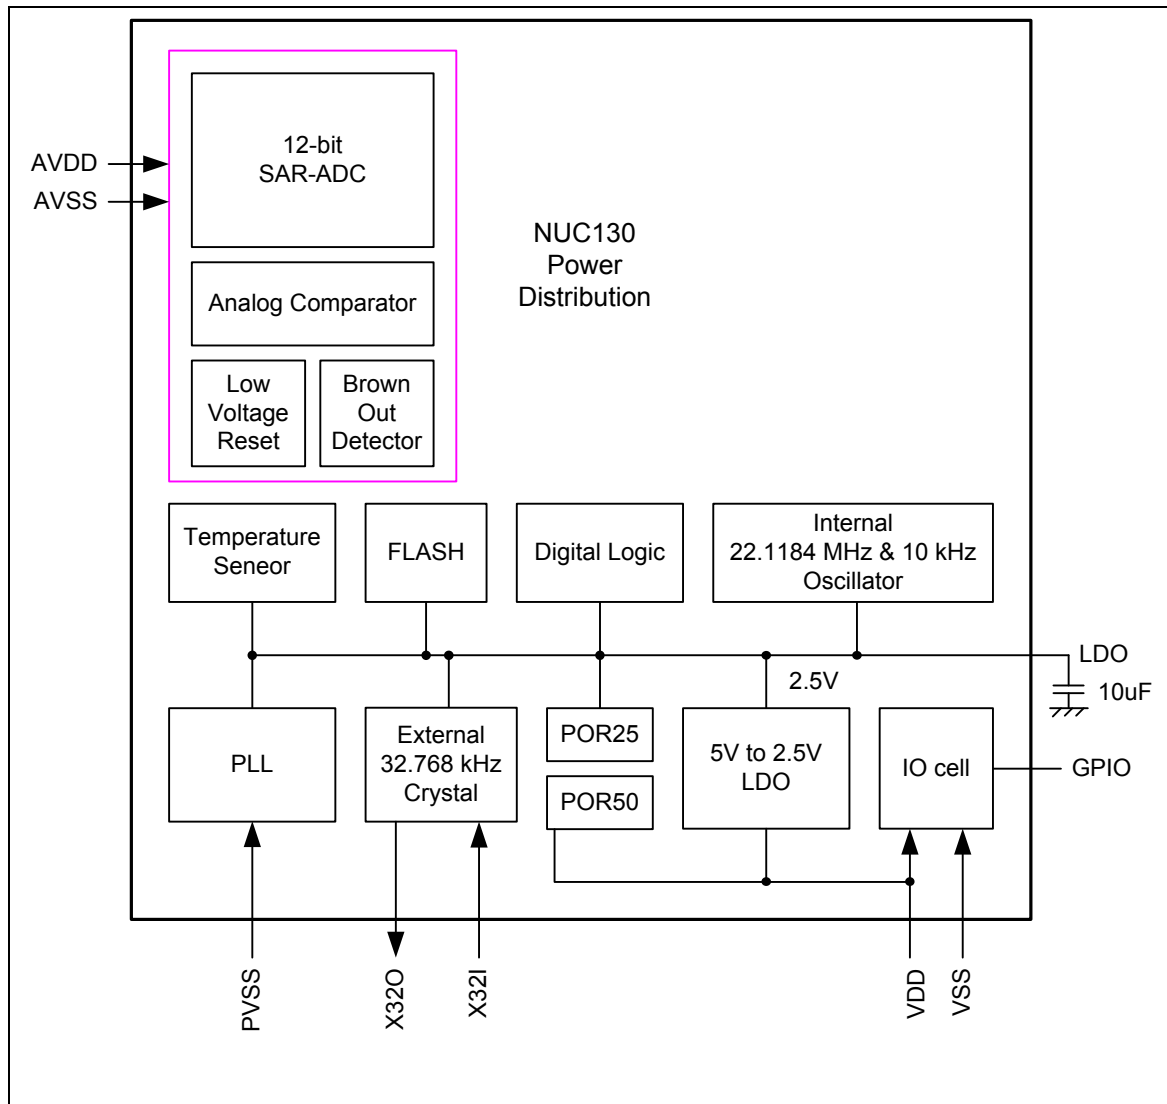 12-bit
SAR-ADC
AVDD
AVSS
NUC130
Power
Distribution
Analog Comparator
Low
Voltage
Reset
Brown
Out
Detector
Temperature
Seneor
FLASH
Digital Logic
Internal
22.1184 MHz & 10 kHz
Oscillator
LDO
2.5V
10uF
PLL
External
32.768 kHz
Crystal
POR25
POR50
5V to 2.5V
LDO
IO cell
GPIO
PVSS
X32O
X32I
VDD
VSS